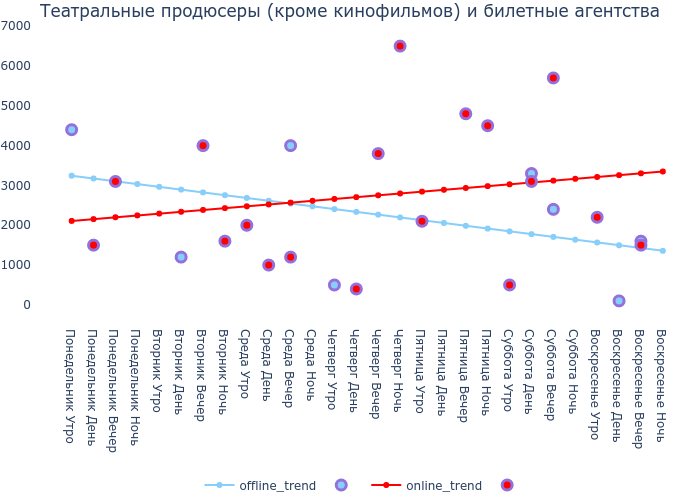 Театральные продюсеры (кроме кинофильмов) и билетные агентства
7000
6000
5000
4000
3000
2000
1000
0
Понедельник Утро
Понедельник День
Понедельник Вечер
Понедельник Ночь
Вторник Утро
Вторник День
Вторник Вечер
Вторник Ночь
Среда Утро
Среда День
Среда Вечер
Среда Ночь
Четверг Утро
Четверг День
Четверг Вечер
Четверг Ночь
Пятница Утро
Пятница День
Пятница Вечер
Пятница Ночь
Суббота Утро
Суббота День
Суббота Вечер
Суббота Ночь
Воскресенье Утро
Воскресенье День
Воскресенье Вечер
Воскресенье Ночь
offline_trend
online_trend